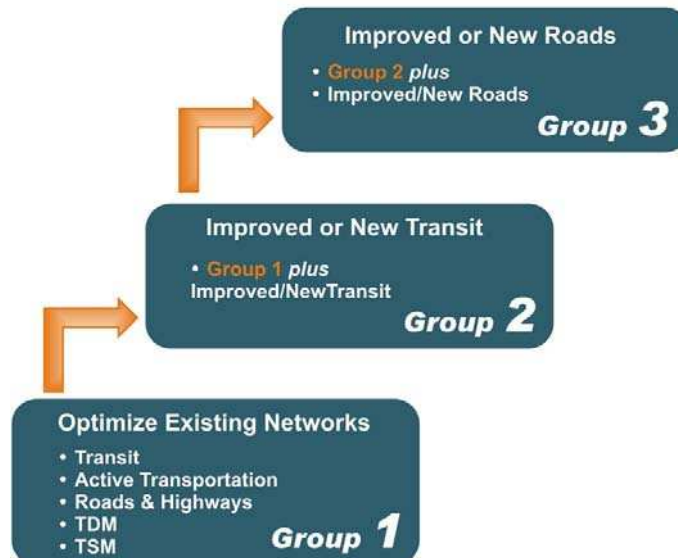 Improved or New Roads
• Group 2 plus
• Improved/New Roads
Group 3
Improved or New Transit
• Group 1 plus
Improved/NewTransit
Group 2
Optimize Existing Networks
• Transit
• Active Transportation
• Roads & Highways
• TDM
• TSM
Group 1